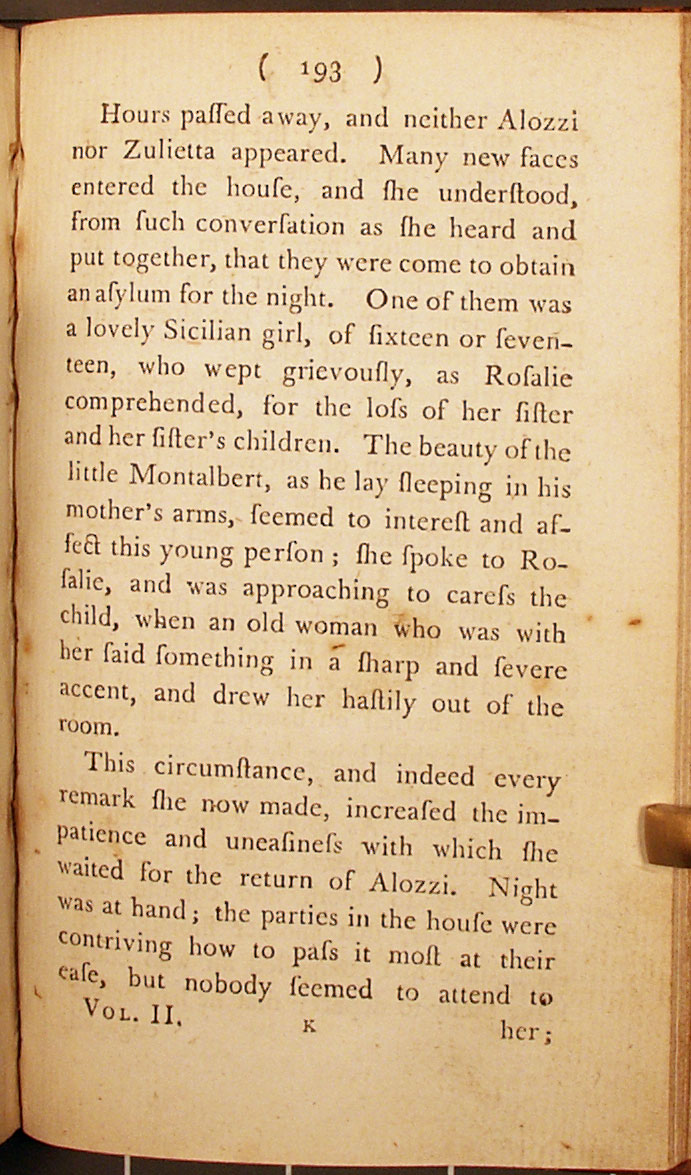 ( 193 )
Hours paſſed away, and neither Alozzi
nor Zulietta appeared. Many new faces
entered the houſe, and ſhe underſtood,
from ſuch converſation as ſhe heard and
put together, that they were come to obtain
an aſylum for the night. One of them was
a lovely Sicilian girl, of ſixteen or ſeven-
teen, who wept grievouſly, as Roſalie
comprehended, for the loſs of her ſiſter
and her ſiſter's children. The beauty of the
little Montalbert, as he lay ſleeping in his
mother's arms, ſeemed to intereſt and af-
fect this young perſon; ſhe ſpoke to Ro-
ſalie, and was approaching to careſs the
child, when an old woman who was with
her ſaid ſomething in a ſharp and ſevere
accent, and drew her haſtily out of the
room.
This circumſtance, and indeed every
remark ſhe now made, increaſed the im-
patience and uneaſineſs with which ſhe
waited for the return of Alozzi. Night
was at hand; the parties in the houſe were
contriving how to paſs it moſt at their
eaſe, but nobody ſeemed to attend to
VOL. II. K her;